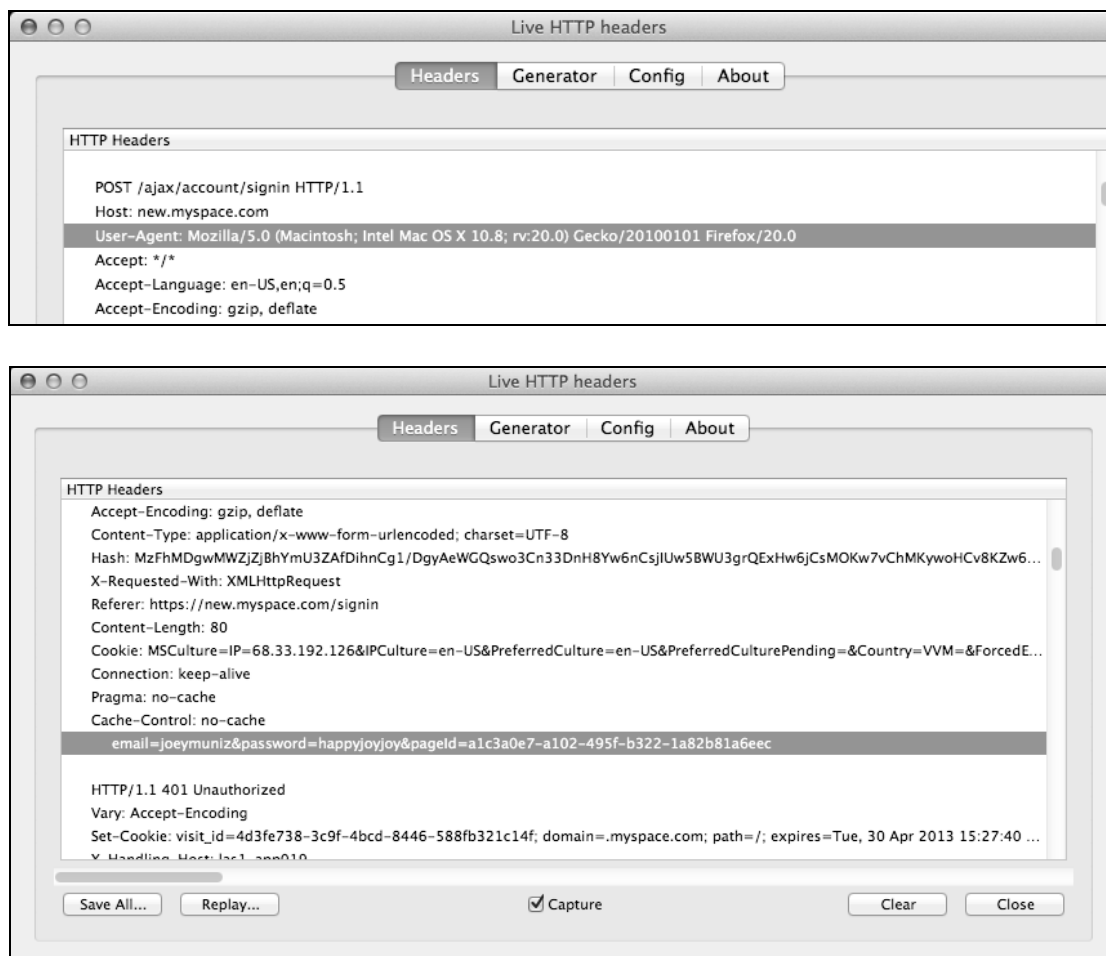 Live HTTP headers
Headers Generator Config About
HTTP Headers
POST /ajax/account/signin HTTP/1.1
Host: new.myspace.com
User-Agent: Mozilla/5.0 (Macintosh; Intel Mac OS X 10.8; rv:20.0) Gecko/20100101 Firefox/20.0
Accept: */*
Accept-Language: en-US,en;q=0.5
Accept-Encoding: gzip, deflate
Live HTTP headers
Headers Generator Config About
HTTP Headers
Accept-Encoding: gzip, deflate
Content-Type: application/x-www-form-urlencoded; charset=UTF-8
Hash: MzFhMDgwMWZjZjBhYmU3ZAfDihnCg1/DgyAeWGQswo3Cn33DnH8Yw6nCsjIUw5BWU3grQExHw6jCsMOKw7vChMKywoHCv8KZw6...
X-Requested-With: XMLHttpRequest
Referer: https://new.myspace.com/signin
Content-Length: 80
Cookie: MSCulture=IP=68.33.192.126&IPCulture=en-US&PreferredCulture=en-US&PreferredCulturePending=&Country=VVM=&ForcedE...
Connection: keep-alive
Pragma: no-cache
Cache-Control: no-cache
email=joeymuniz&password=happyjoyjoy&pageId=a1c3a0e7-a102-495f-b322-1a82b81a6eec
HTTP/1.1 401 Unauthorized
Vary: Accept-Encoding
Set-Cookie: visit_id=4d3fe738-3c9f-4bcd-8446-588fb321c14f; domain=.myspace.com; path=/; expires=Tue, 30 Apr 2013 15:27:40 ...
X-Handling-Host: las1-app019
Save All... Replay... Capture Clear Close